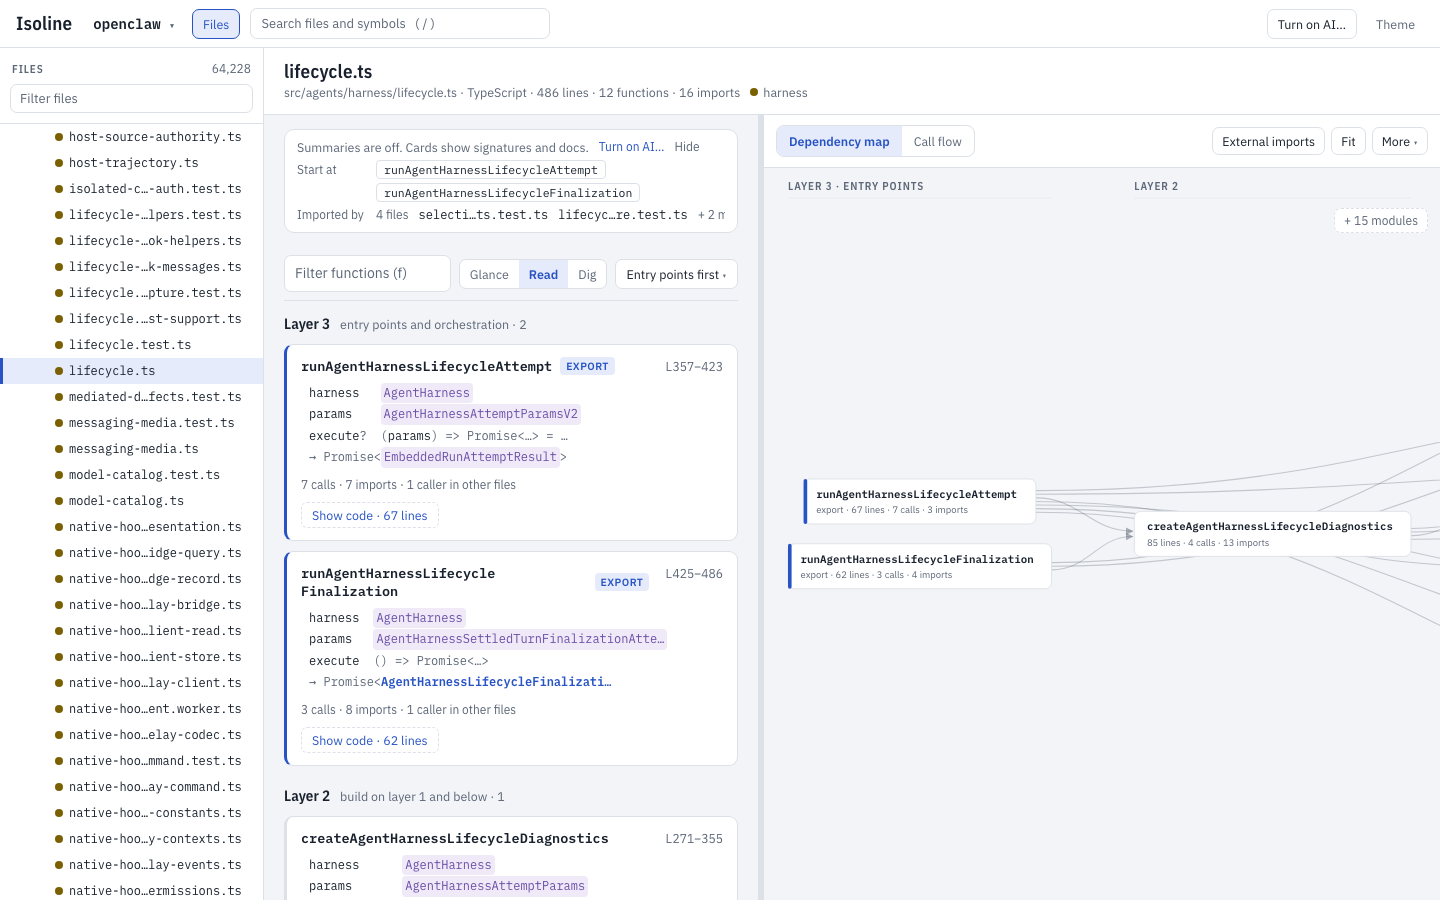 Isoline
openclaw ▾
Files
Search files and symbols (/)
Turn on AI…
Theme
FILES
64,228
Filter files
host-source-authority.ts
host-trajectory.ts
isolated-c…-auth.test.ts
lifecycle-…lpers.test.ts
lifecycle-…ok-helpers.ts
lifecycle-…k-messages.ts
lifecycle.…pture.test.ts
lifecycle.…st-support.ts
lifecycle.test.ts
lifecycle.ts
mediated-d…fects.test.ts
messaging-media.test.ts
messaging-media.ts
model-catalog.test.ts
model-catalog.ts
native-hoo…esentation.ts
native-hoo…idge-query.ts
native-hoo…dge-record.ts
native-hoo…lay-bridge.ts
native-hoo…lient-read.ts
native-hoo…ient-store.ts
native-hoo…lay-client.ts
native-hoo…ent.worker.ts
native-hoo…elay-codec.ts
native-hoo…mmand.test.ts
native-hoo…ay-command.ts
native-hoo…-constants.ts
native-hoo…y-contexts.ts
native-hoo…lay-events.ts
native-hoo…ermissions.ts
lifecycle.ts
src/agents/harness/lifecycle.ts · TypeScript · 486 lines · 12 functions · 16 imports harness
Summaries are off. Cards show signatures and docs. Turn on AI… Hide
Start at runAgentHarnessLifecycleAttempt
runAgentHarnessLifecycleFinalization
Imported by 4 files selecti…ts.test.ts lifecyc…re.test.ts + 2 m
Filter functions (f)
Glance Read Dig
Entry points first ▾
Layer 3 entry points and orchestration · 2
runAgentHarnessLifecycleAttempt EXPORT L357–423
harness AgentHarness
params AgentHarnessAttemptParamsV2
execute? (params) => Promise<…> = …
→ Promise<EmbeddedRunAttemptResult>
7 calls · 7 imports · 1 caller in other files
Show code · 67 lines
runAgentHarnessLifecycle
Finalization EXPORT L425–486
harness AgentHarness
params AgentHarnessSettledTurnFinalizationAtte…
execute () => Promise<…>
→ Promise<AgentHarnessLifecycleFinalizati…
3 calls · 8 imports · 1 caller in other files
Show code · 62 lines
Layer 2 build on layer 1 and below · 1
createAgentHarnessLifecycleDiagnostics L271–355
harness AgentHarness
params AgentHarnessAttemptParams
Dependency map Call flow
External imports Fit More ▾
LAYER 3 · ENTRY POINTS
LAYER 2
+ 15 modules
runAgentHarnessLifecycleAttempt
export · 67 lines · 7 calls · 3 imports
createAgentHarnessLifecycleDiagnostics
85 lines · 4 calls · 13 imports
runAgentHarnessLifecycleFinalization
export · 62 lines · 3 calls · 4 imports